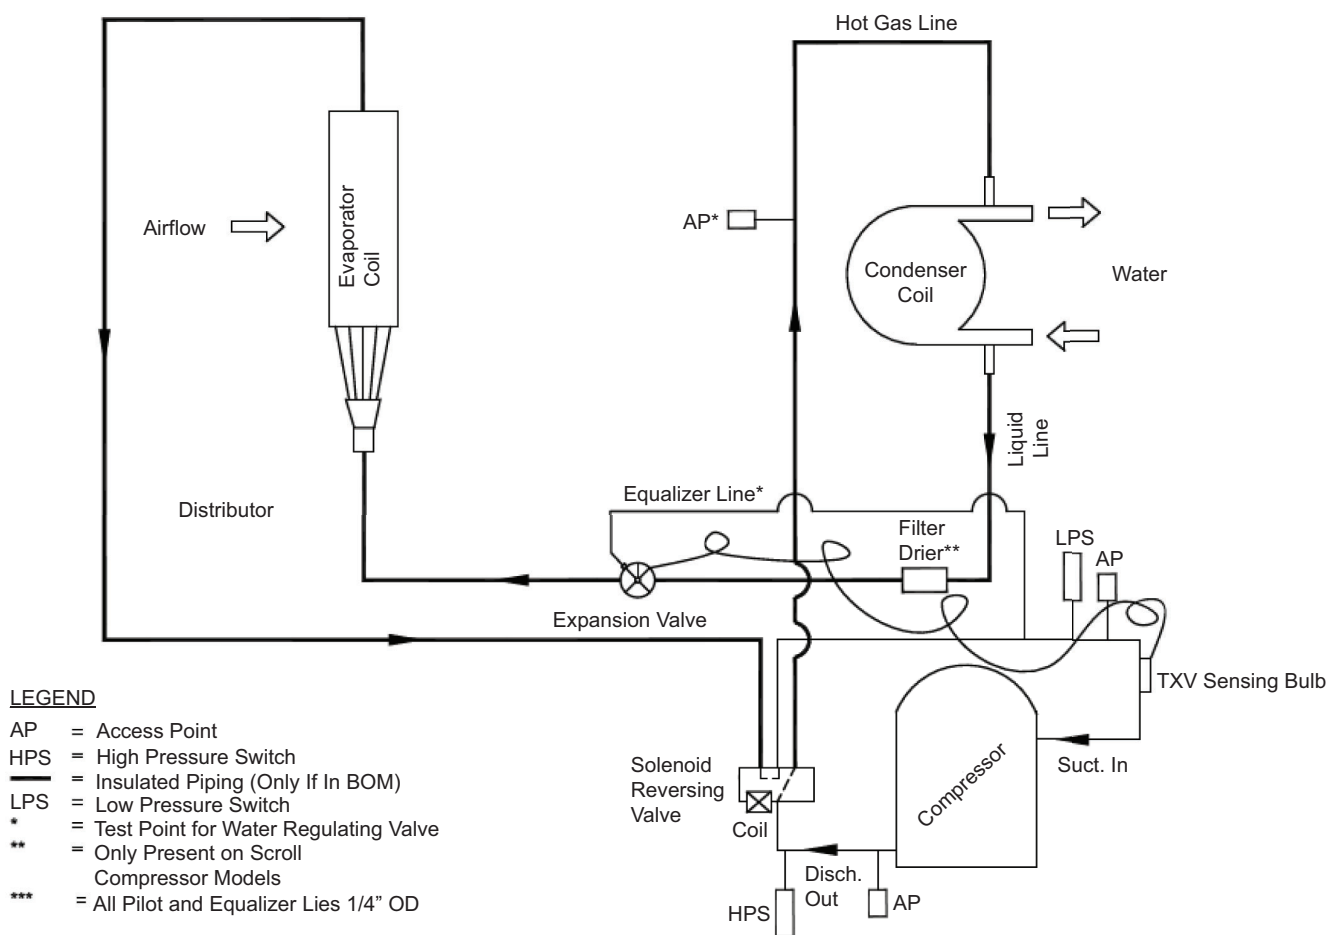 Hot Gas Line
Airflow
Evaporator
Coil
AP*
Condenser
Coil
Water
Liquid
Line
Distributor
Equalizer Line*
Filter
Drier**
LPS
AP
Expansion Valve
TXV Sensing Bulb
Suct. In
Compressor
Solenoid
Reversing
Valve
Coil
Disch.
Out
HPS
AP
LEGEND
AP = Access Point
HPS = High Pressure Switch
= Insulated Piping (Only If In BOM)
LPS = Low Pressure Switch
* = Test Point for Water Regulating Valve
** = Only Present on Scroll
Compressor Models
*** = All Pilot and Equalizer Lies 1/4” OD